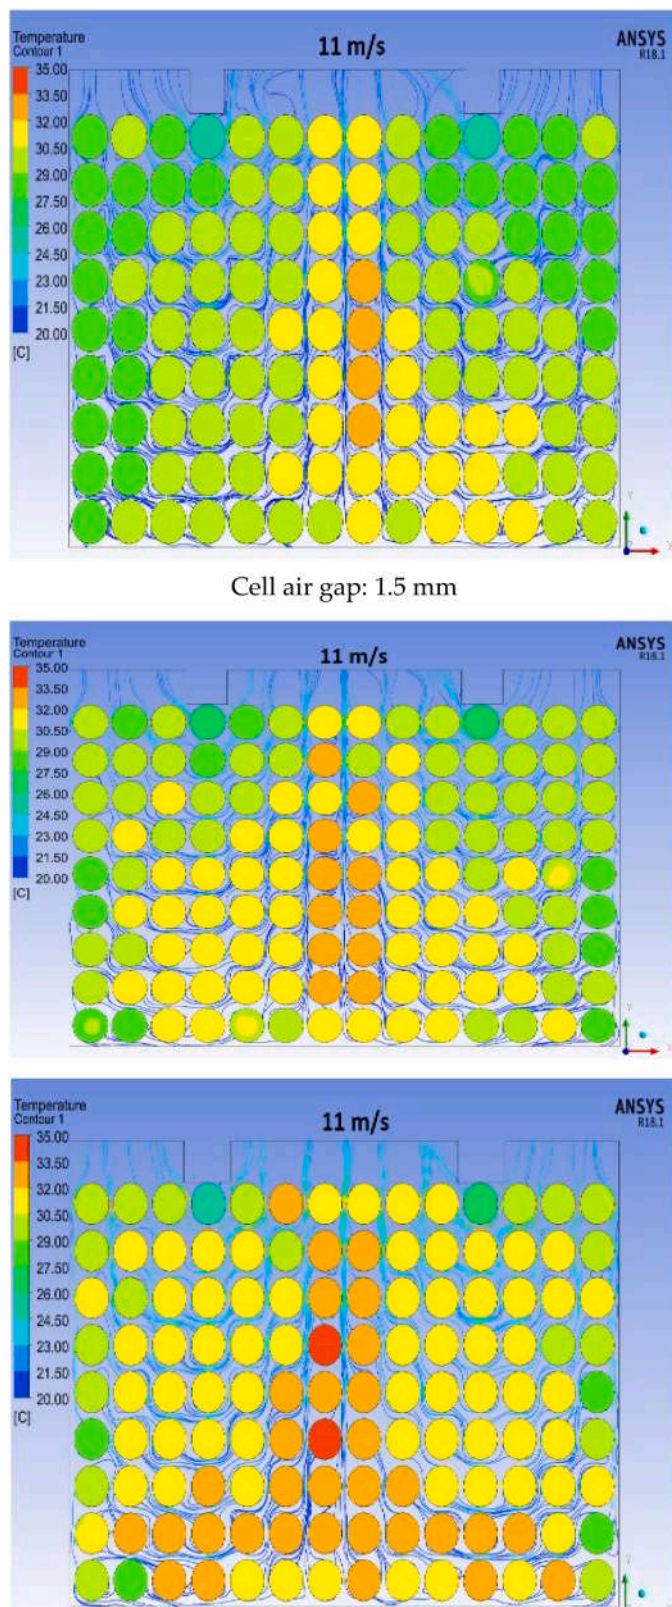 Temperature
Contour 1
11 m/s
ANSYS
R18.1
35.00
33.50
32.00
30.50
29.00
27.50
26.00
24.50
23.00
21.50
20.00
[C]
Y
X
Cell air gap: 1.5 mm
Temperature
Contour 1
11 m/s
ANSYS
R18.1
35.00
33.50
32.00
30.50
29.00
27.50
26.00
24.50
23.00
21.50
20.00
[C]
Y
X
Temperature
Contour 1
11 m/s
ANSYS
R18.1
35.00
33.50
32.00
30.50
29.00
27.50
26.00
24.50
23.00
21.50
20.00
[C]
Y